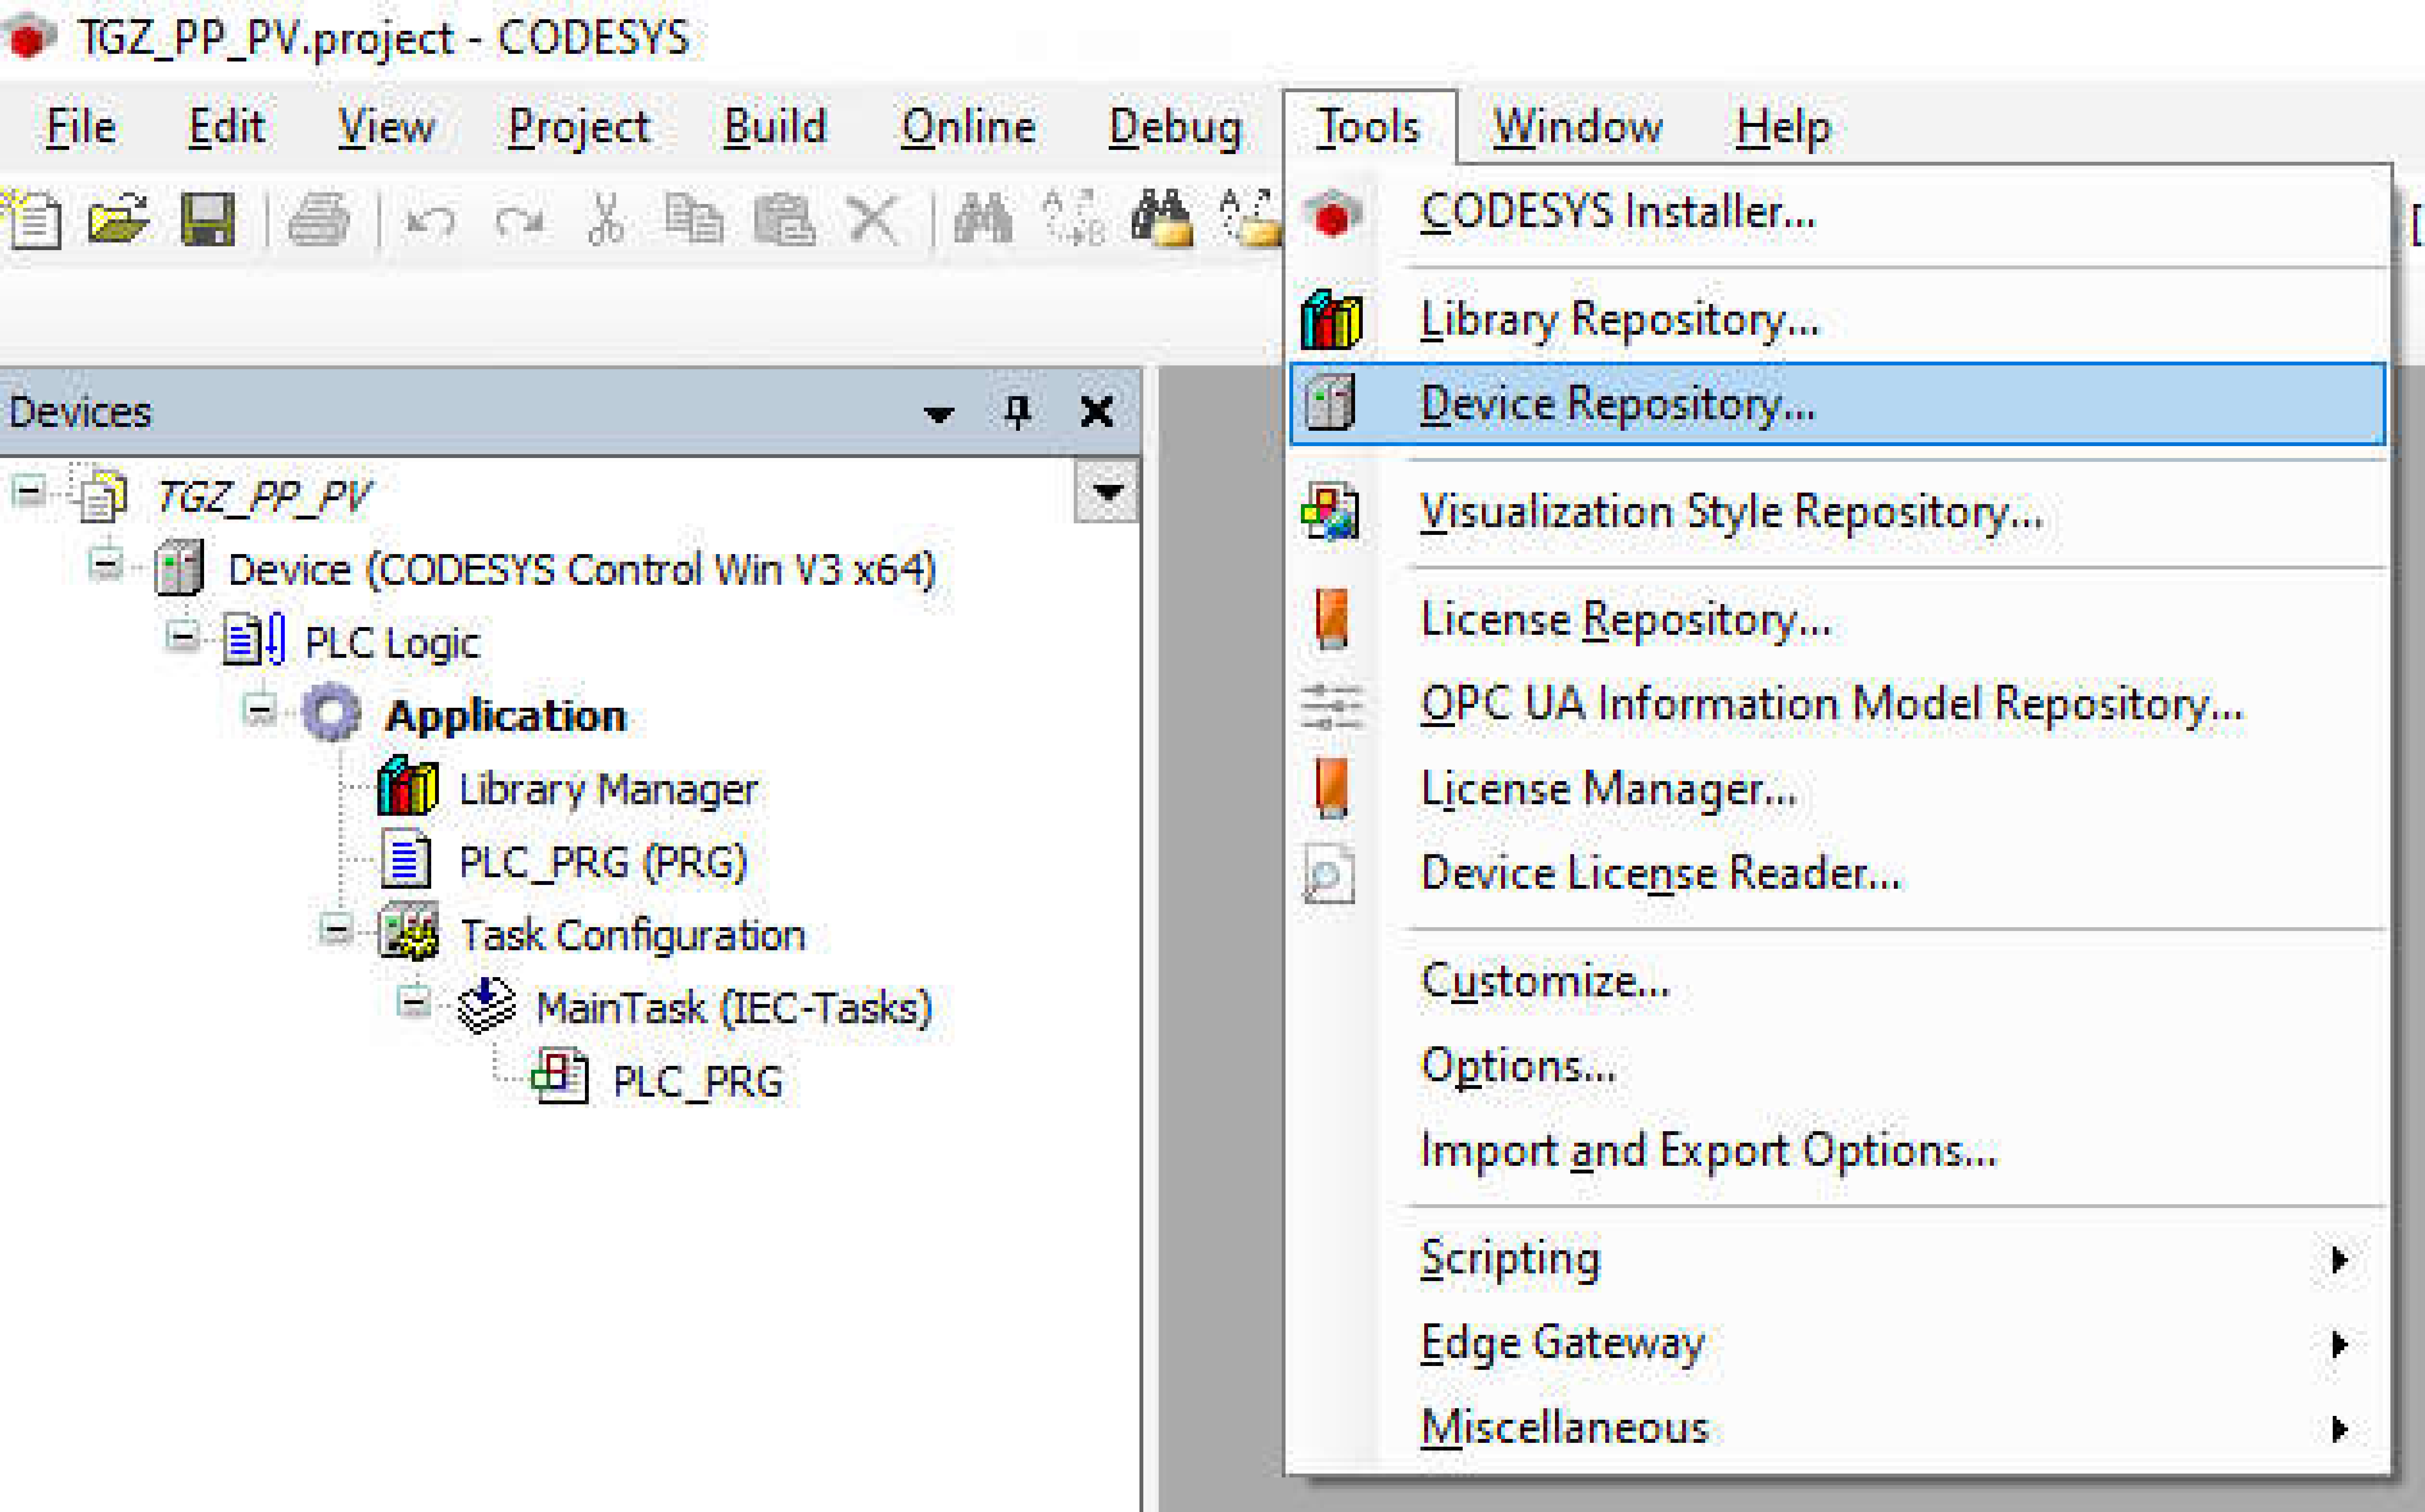 TGZ_PP_PV.project - CODESYS
File Edit View Project Build Online Debug Tools Window Help
Devices
TGZ_PP_PV
Device (CODESYS Control Win V3 x64)
PLC Logic
Application
Library Manager
PLC_PRG (PRG)
Task Configuration
MainTask (IEC-Tasks)
PLC_PRG
CODESYS Installer...
Library Repository...
Device Repository...
Visualization Style Repository...
License Repository...
OPC UA Information Model Repository...
License Manager...
Device License Reader...
Customize...
Options...
Import and Export Options...
Scripting
Edge Gateway
Miscellaneous